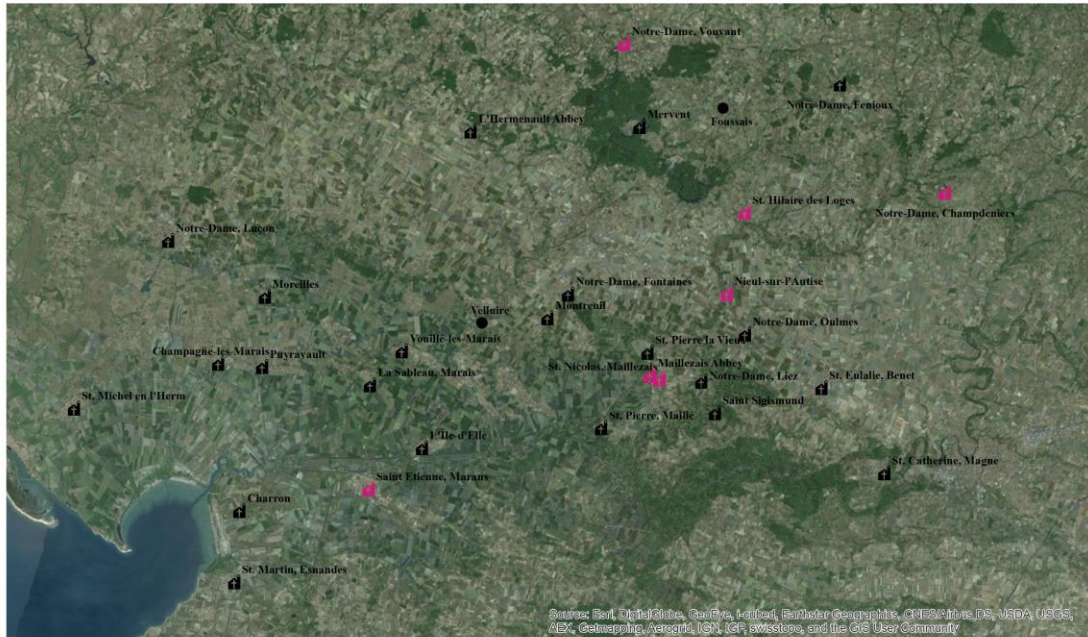 Notre-Dame, Vouvant
Notre-Dame, Fenioux
L'Hermenault Abbey
Mervent
Foussais
St. Hilaire des Loges
Notre-Dame, Champdeniers
Notre-Dame, Luçon
Moreilles
Notre-Dame, Fontaines
Nieul-sur-l'Autise
Velluire
Montreuil
Vouillé-les-Marais
Notre-Dame, Oulmes
St. Pierre la Vieux
Champagne-les-Marais
Puyravault
La Sableau, Marais
St. Nicolas, Maillezais
Maillezais Abbey
Notre-Dame, Liez
St. Eulalie, Benet
St. Michel en l'Herm
Saint Sigismund
St. Pierre, Maillé
L'Île-d'Elle
St. Catherine, Magné
Saint Etienne, Marans
Charron
St. Martin, Esnandes
Source: Esri, DigitalGlobe, GeoEye, i-cubed, Earthstar Geographics, CNES/Airbus DS, USDA, USGS,
AEX, Getmapping, Aerogrid, IGN, IGP, swisstopo, and the GIS User Community